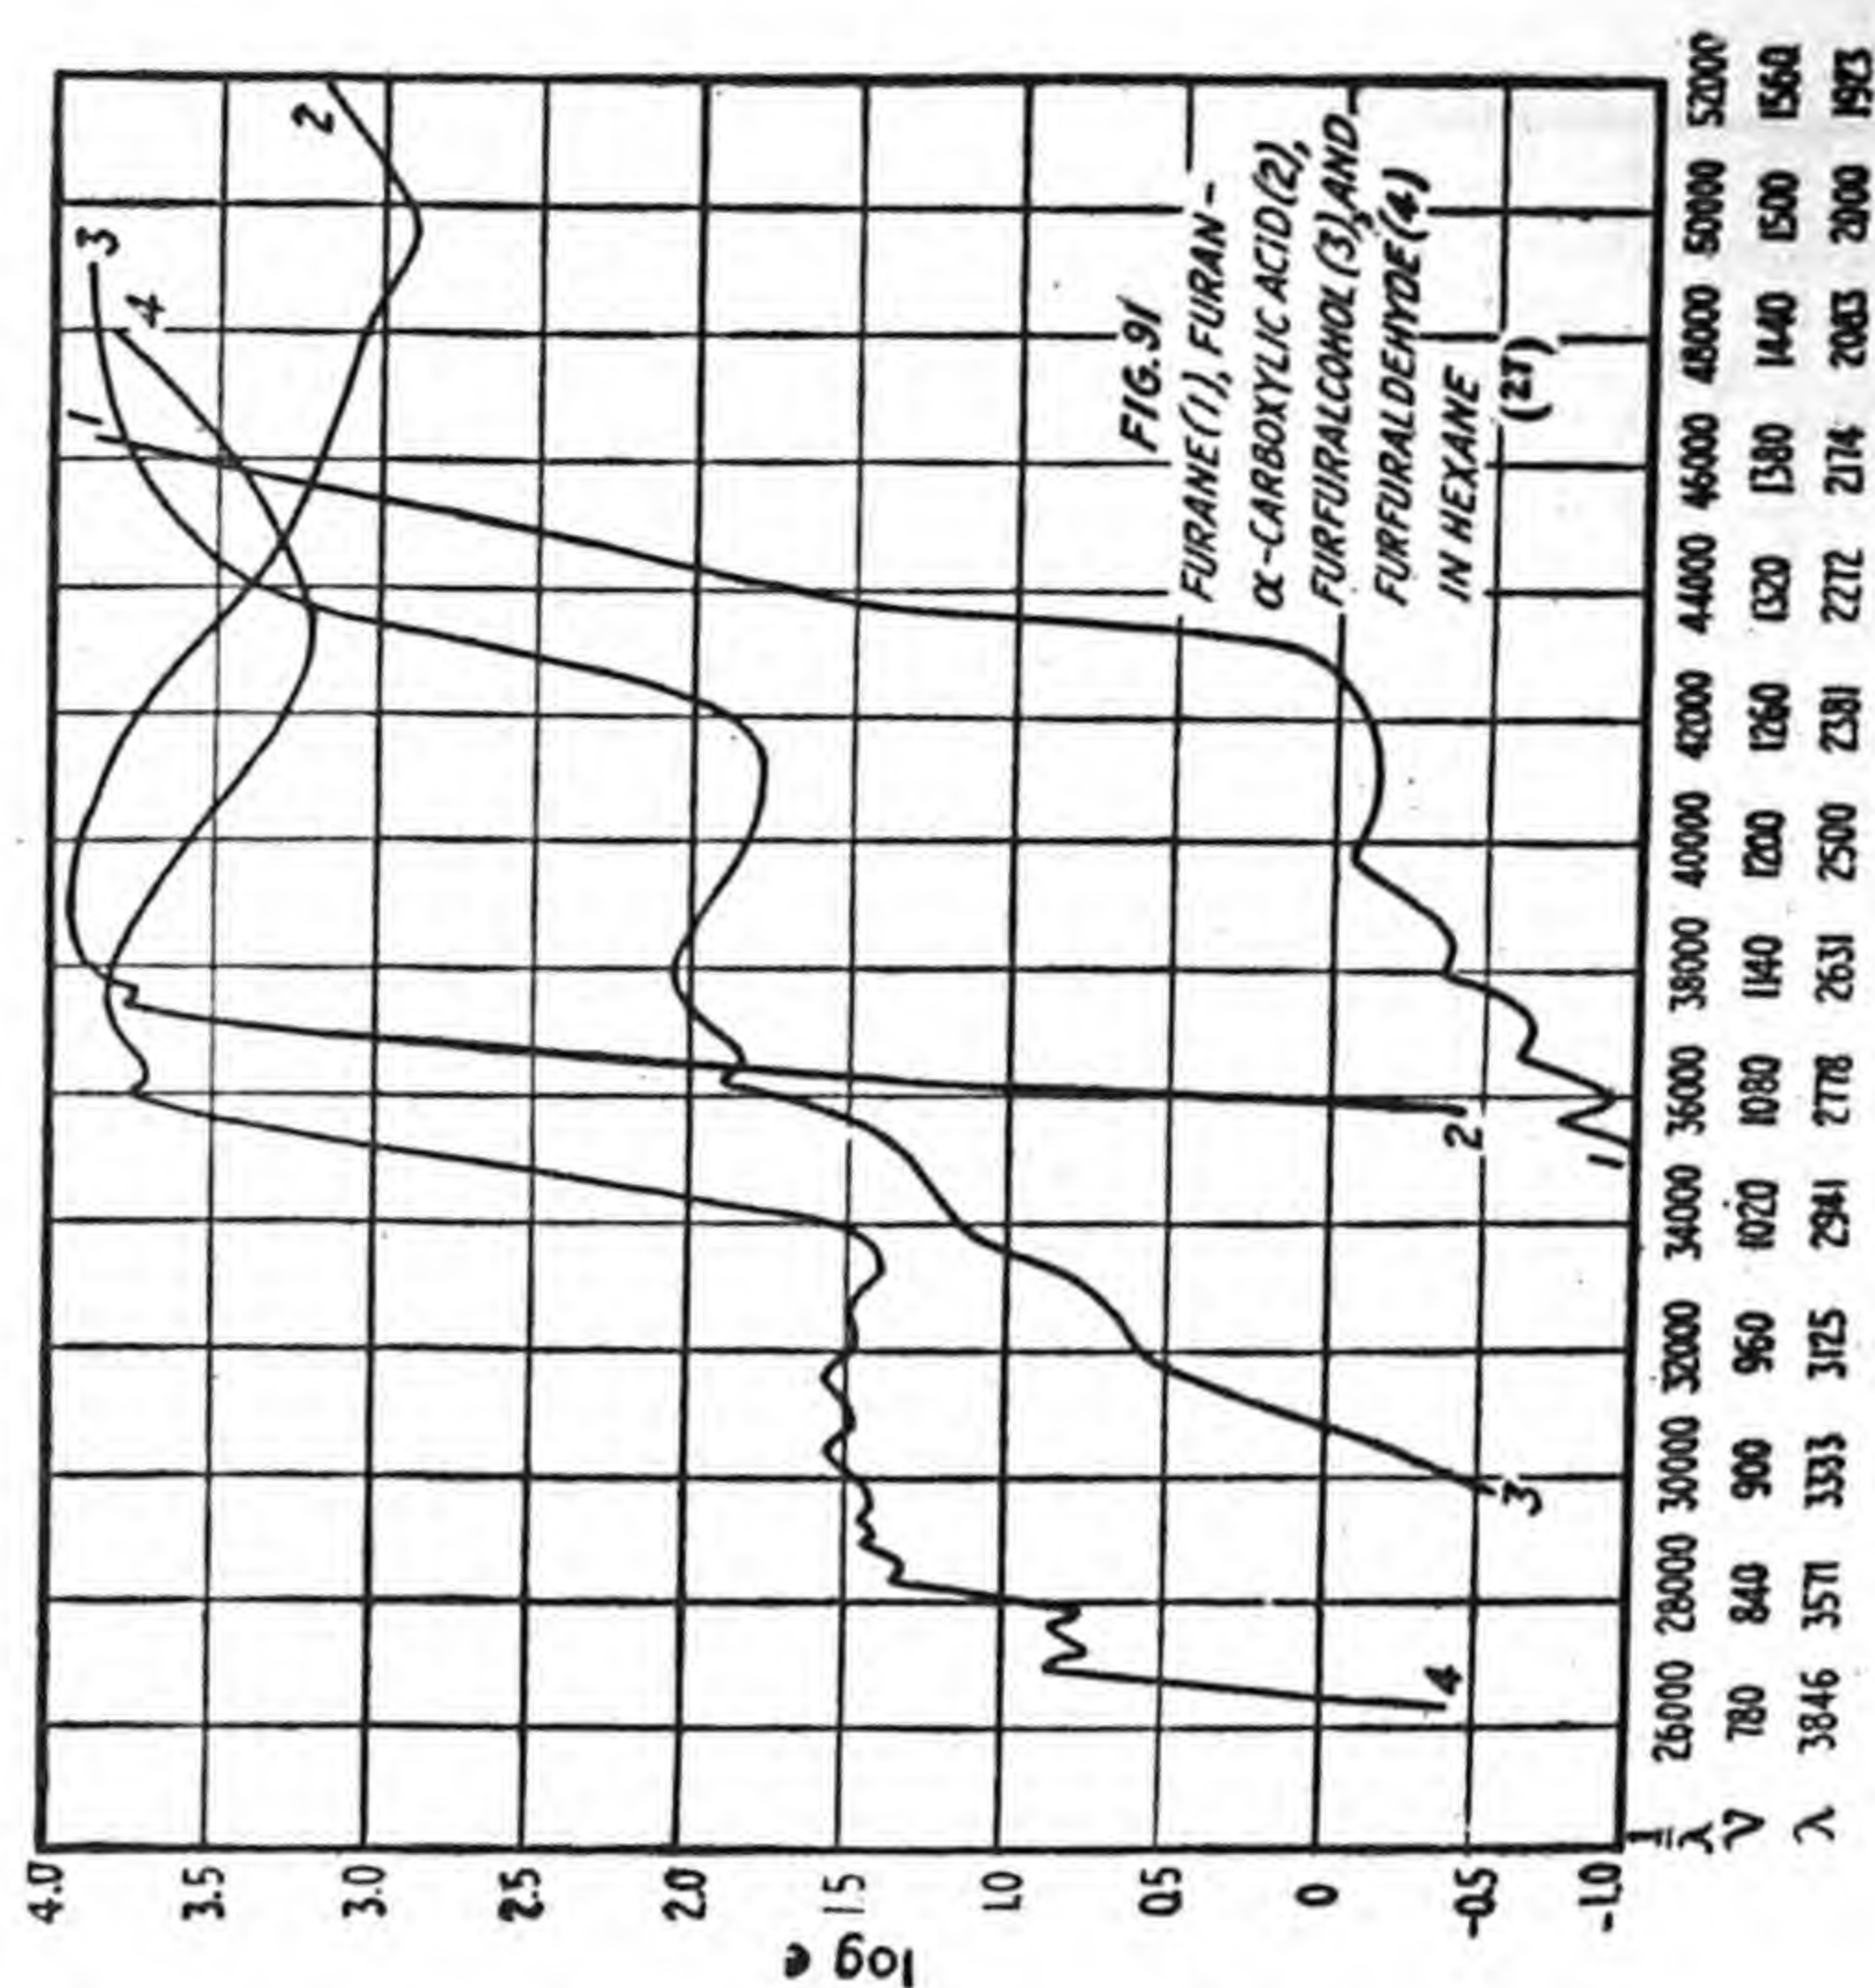 4.0
3.5
3.0
2.5
2.0
1.5
1.0
0.5
0
-0.5
-1.0
log e
1
3
4
2
FIG.91
FURANE(1), FURAN-
α-CARBOXYLIC ACID(2),
FURFURALCOHOL(3), AND
FURFURALDEHYDE(4)
IN HEXANE
(27)
4
3
2
1
1/λ 26000 28000 30000 32000 34000 36000 38000 40000 42000 44000 46000 48000 50000 52000
ν 780 840 900 960 1020 1080 1140 1200 1260 1320 1380 1440 1500 1560
λ 3846 3571 3333 3125 2941 2778 2631 2500 2381 2272 2174 2083 2000 1923